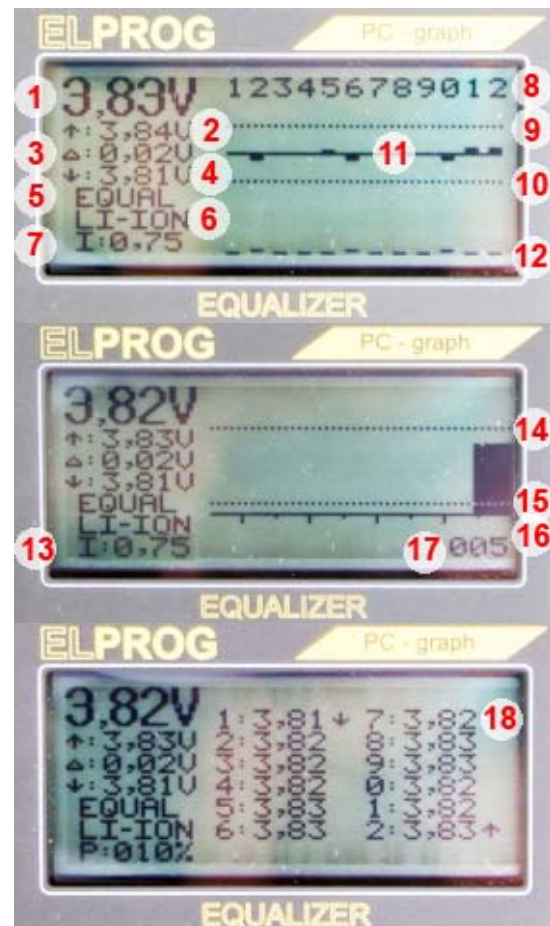 ELPROG PC - graph
1 3,83V 123456789012 8
↑:3,84V 2 9
3 △:0,02V 11
↓:3,81V 4 10
5 EQUAL
LI-ION 6
7 I:0,75 12
EQUALIZER
ELPROG PC - graph
3,82V
↑:3,83V 14
△:0,02V
↓:3,81V
EQUAL 15
LI-ION 16
13 I:0,75 17 005
EQUALIZER
ELPROG PC - graph
3,82V 1:3,81↓ 7:3,82 18
↑:3,83V 2:3,82 8:3,83
△:0,02V 3:3,82 9:3,83
↓:3,81V 4:3,82 0:3,82
EQUAL 5:3,83 1:3,82
LI-ION 6:3,83 2:3,83↑
P:010%
EQUALIZER